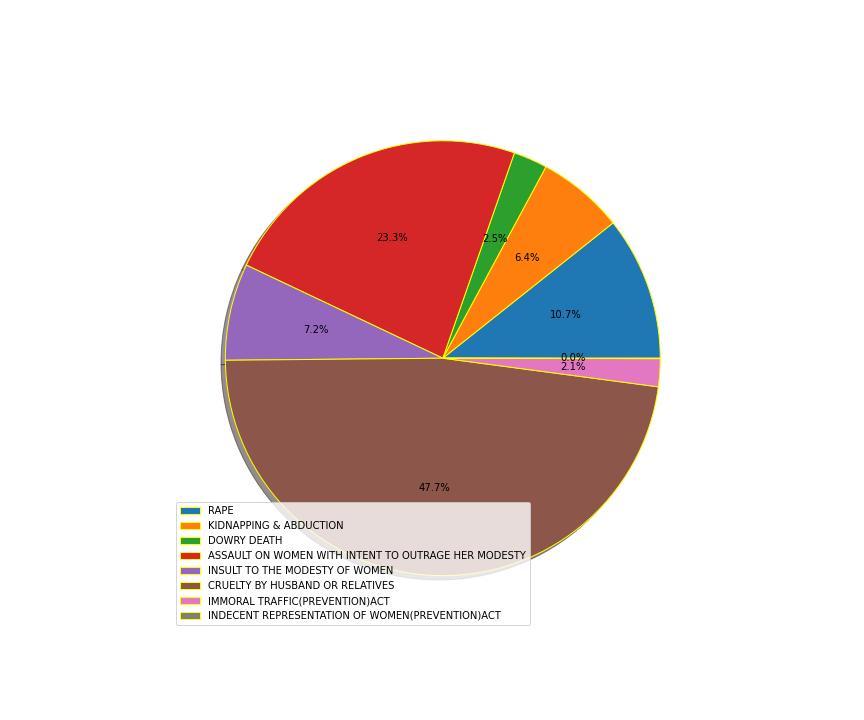 2.5%
23.3%
6.4%
10.7%
7.2%
0.0%
2.1%
47.7%
RAPE
KIDNAPPING & ABDUCTION
DOWRY DEATH
ASSAULT ON WOMEN WITH INTENT TO OUTRAGE HER MODESTY
INSULT TO THE MODESTY OF WOMEN
CRUELTY BY HUSBAND OR RELATIVES
IMMORAL TRAFFIC(PREVENTION)ACT
INDECENT REPRESENTATION OF WOMEN(PREVENTION)ACT